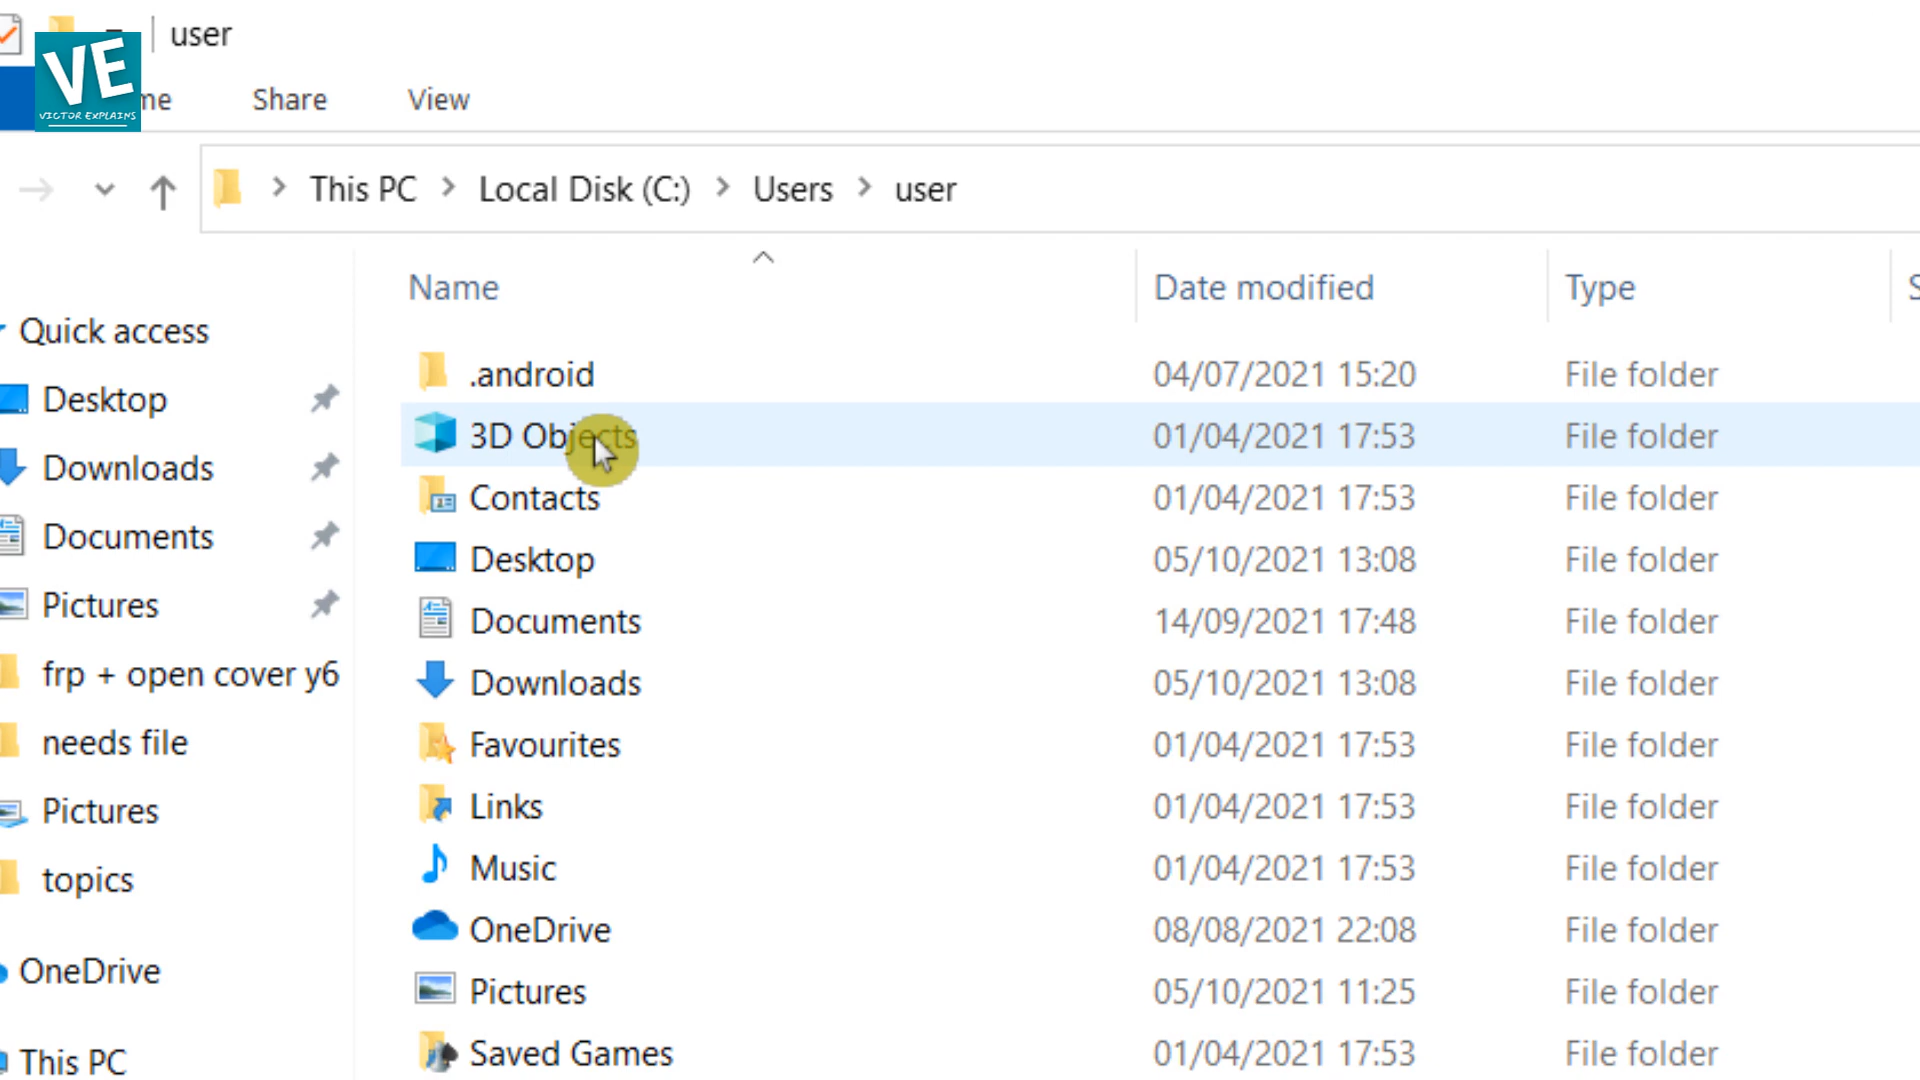 user
VE
VICTOR EXPLAINS
me
Share
View
This PC
Local Disk (C:)
Users
user
Name
Date modified
Type
Quick access
Desktop
Downloads
Documents
Pictures
frp + open cover y6
needs file
Pictures
topics
OneDrive
This PC
.android 04/07/2021 15:20 File folder
3D Objects 01/04/2021 17:53 File folder
Contacts 01/04/2021 17:53 File folder
Desktop 05/10/2021 13:08 File folder
Documents 14/09/2021 17:48 File folder
Downloads 05/10/2021 13:08 File folder
Favourites 01/04/2021 17:53 File folder
Links 01/04/2021 17:53 File folder
Music 01/04/2021 17:53 File folder
OneDrive 08/08/2021 22:08 File folder
Pictures 05/10/2021 11:25 File folder
Saved Games 01/04/2021 17:53 File folder